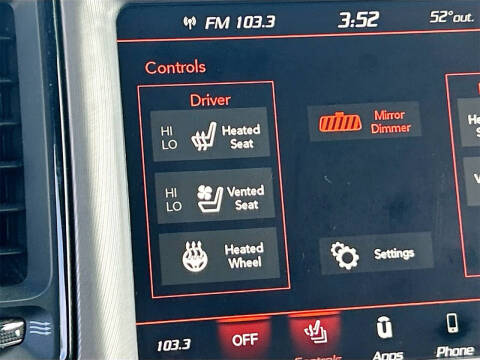 FM 103.3 3:52 52° out.
Controls
Driver
HI
LO
Heated
Seat
Mirror
Dimmer
HI
LO
Vented
Seat
Heated
Wheel
Settings
103.3 OFF Controls Apps Phone